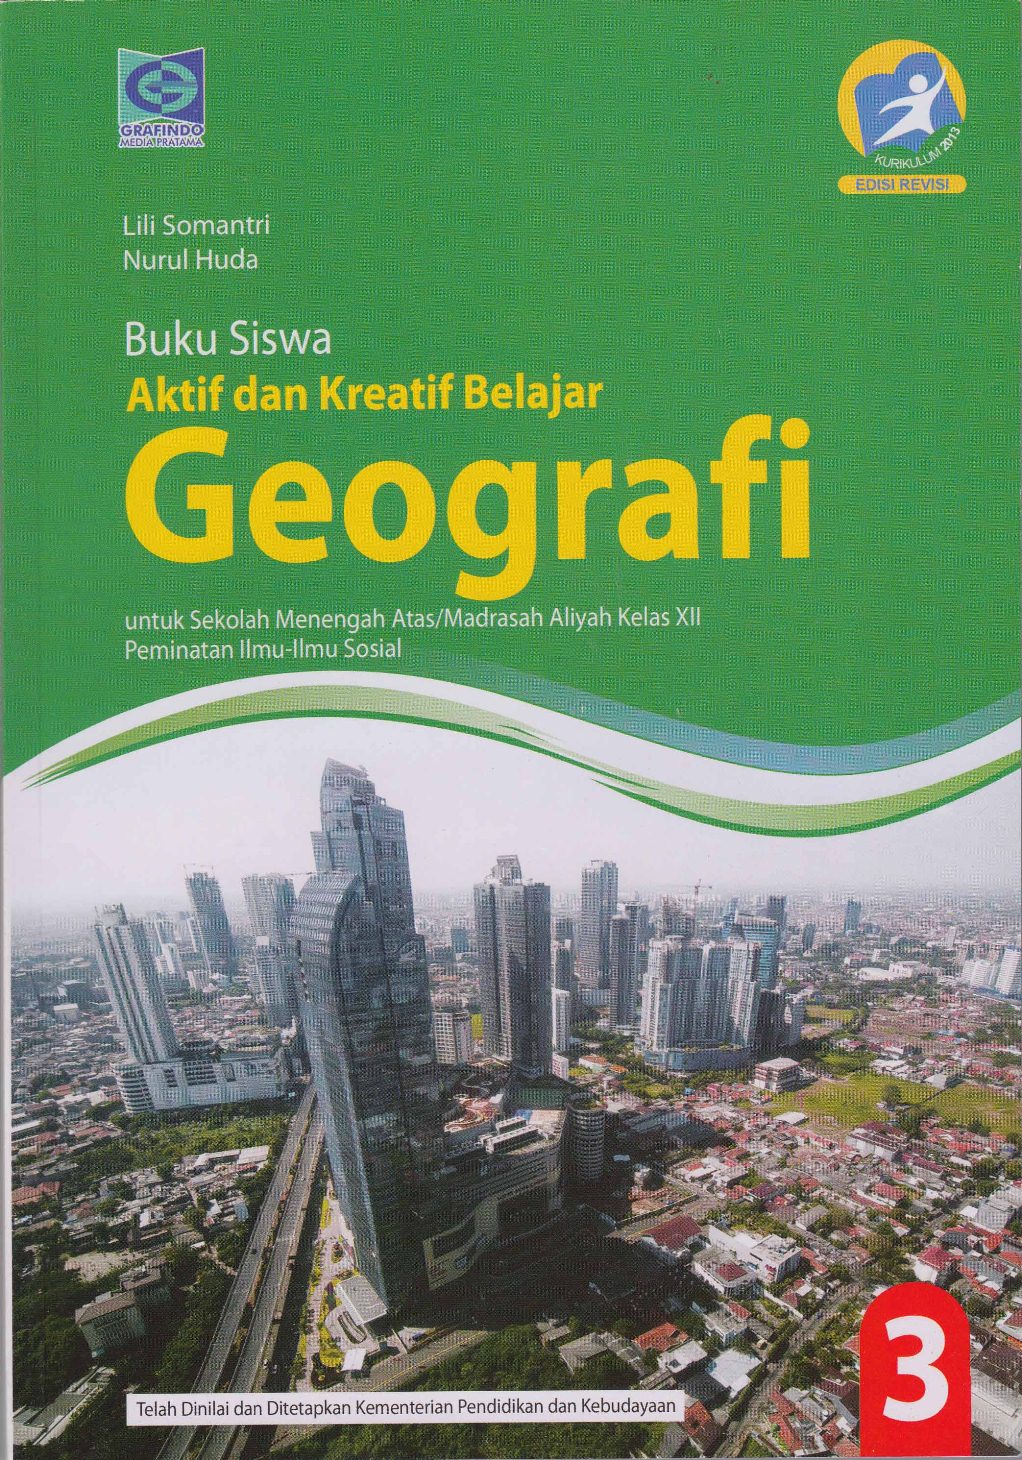 GRAFINDO
MEDIA PRATAMA
KURIKULUM 2013
EDISI REVISI
Lili Somantri
Nurul Huda
Buku Siswa
Aktif dan Kreatif Belajar
Geografi
untuk Sekolah Menengah Atas/Madrasah Aliyah Kelas XII
Peminatan Ilmu-Ilmu Sosial
3
Telah Dinilai dan Ditetapkan Kementerian Pendidikan dan Kebudayaan